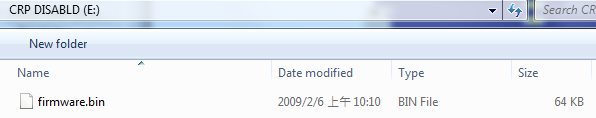 CRP DISABLD (E:) Search CR
New folder
Name Date modified Type Size
firmware.bin 2009/2/6 上午 10:10 BIN File 64 KB